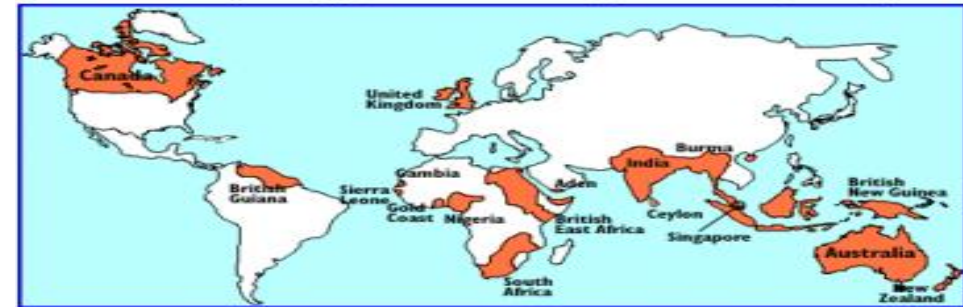 Canada
United
Kingdom
British
Guiana
Gambia
Sierra
Leone
Gold
Coast
Nigeria
Aden
British
East Africa
South
Africa
India
Burma
Ceylon
Singapore
British
New Guinea
Australia
New
Zealand